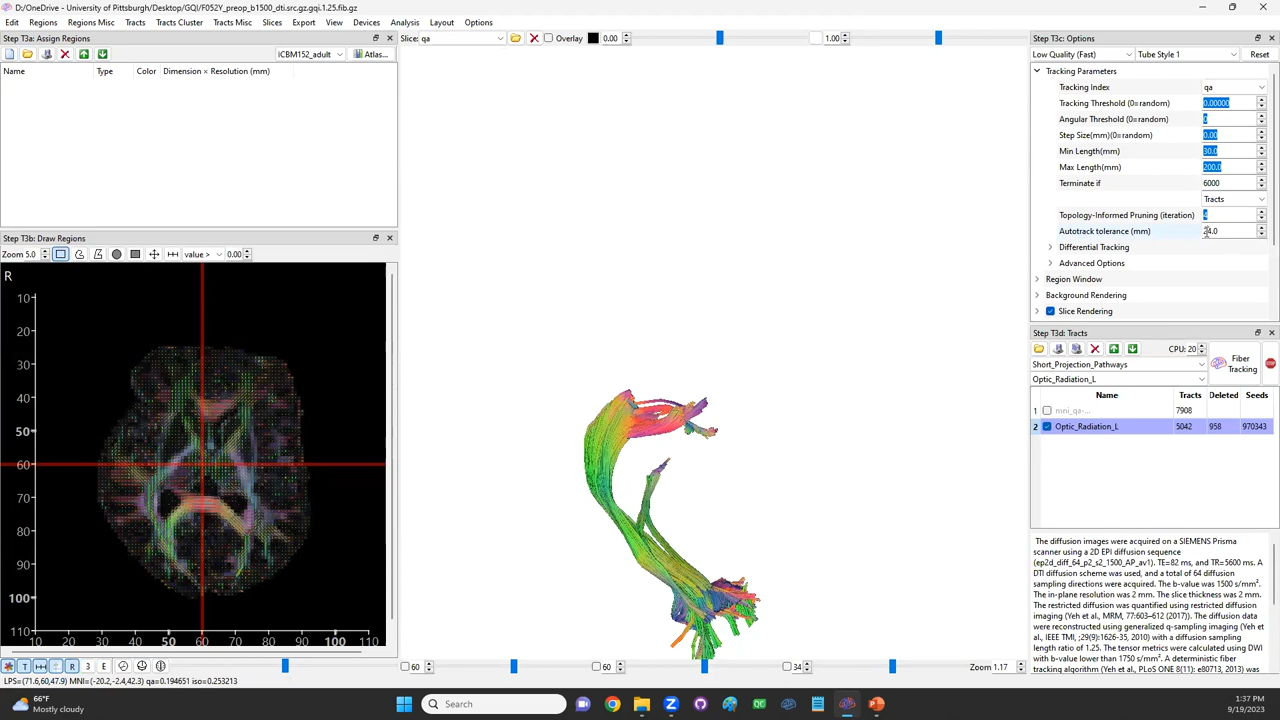 D:/OneDrive - University of Pittsburgh/Desktop/GQI/F052Y_preop_b1500_dti.src.gz.gqi.1.25.fib.gz
Edit Regions Regions Misc Tracts Tracts Cluster Tracts Misc Slices Export View Devices Analysis Layout Options
Step T3a: Assign Regions
Slice: qa Overlay 0.00 1.00
Step T3c: Options
iCBM152_adult Atlas...
Low Quality (Fast) Tube Style 1 Reset
Name Type Color Dimension × Resolution (mm)
Tracking Parameters
Tracking Index qa
Tracking Threshold (0=random) 0.00000
Angular Threshold (0=random) 0
Step Size(mm)(0=random) 0.00
Min Length(mm) 30.0
Max Length(mm) 200.0
Terminate if 6000
Tracts
Topology-Informed Pruning (iteration) 4
Autotrack tolerance (mm) 4.0
Differential Tracking
Advanced Options
Region Window
Background Rendering
Slice Rendering
Step T3b: Draw Regions
Zoom 5.0 value > 0.00
R
10
20
30
40
50
60
70
80
90
100
110
10 20 30 40 50 60 70 80 90 100 110
Step T3d: Tracts
CPU: 20 Fiber Tracking
Short_Projection_Pathways
Optic_Radiation_L
Name Tracts Deleted Seeds
1 mni_qa-... 7908
2 Optic_Radiation_L 5042 958 970343
The diffusion images were acquired on a SIEMENS Prisma
scanner using a 2D EPI diffusion sequence
(ep2d_diff_64_p2_s2_1500_AP_av1). TE=82 ms, and TR=5600 ms. A
DTI diffusion scheme was used, and a total of 64 diffusion
sampling directions were acquired. The b-value was 1500 s/mm².
The in-plane resolution was 2 mm. The slice thickness was 2 mm.
The restricted diffusion was quantified using restricted diffusion
imaging (Yeh et al., MRM, 77:603–612 (2017)). The diffusion data
were reconstructed using generalized q-sampling imaging (Yeh et
al., IEEE TMI, ;29(9):1626-35, 2010) with a diffusion sampling
length ratio of 1.25. The tensor metrics were calculated using DWI
with b-value lower than 1750 s/mm². A deterministic fiber
tracking algorithm (Yeh et al., PLoS ONE 8(11): e80713, 2013) was
T R 3 E
60 60 34 Zoom 1.17
LPS=(71.6,60,47.9) MNI=(-20.2,-2.4,42.3) qa=0.194651 iso=0.253213
66°F
Mostly cloudy
Search
QC
1:37 PM
9/19/2023